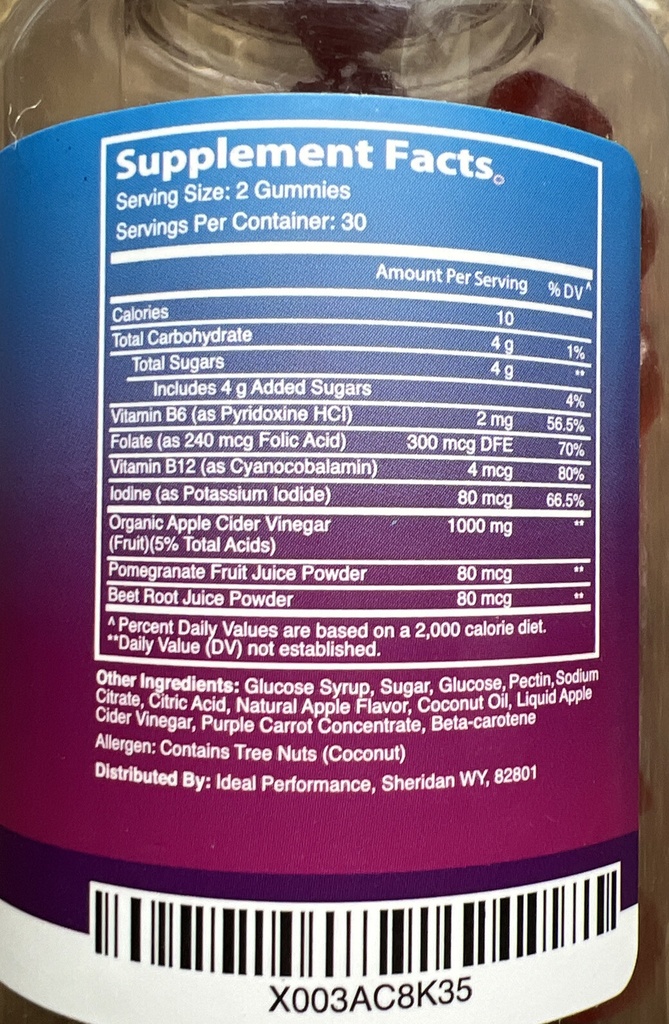 Supplement Facts
Serving Size: 2 Gummies
Servings Per Container: 30
Amount Per Serving % DV^
Calories 10
Total Carbohydrate 4 g 1%
Total Sugars 4 g **
Includes 4 g Added Sugars 4%
Vitamin B6 (as Pyridoxine HCl) 2 mg 56.5%
Folate (as 240 mcg Folic Acid) 300 mcg DFE 70%
Vitamin B12 (as Cyanocobalamin) 4 mcg 80%
Iodine (as Potassium Iodide) 80 mcg 66.5%
Organic Apple Cider Vinegar 1000 mg **
(Fruit)(5% Total Acids)
Pomegranate Fruit Juice Powder 80 mcg **
Beet Root Juice Powder 80 mcg **
^ Percent Daily Values are based on a 2,000 calorie diet.
**Daily Value (DV) not established.
Other Ingredients: Glucose Syrup, Sugar, Glucose, Pectin, Sodium
Citrate, Citric Acid, Natural Apple Flavor, Coconut Oil, Liquid Apple
Cider Vinegar, Purple Carrot Concentrate, Beta-carotene
Allergen: Contains Tree Nuts (Coconut)
Distributed By: Ideal Performance, Sheridan WY, 82801
X003AC8K35